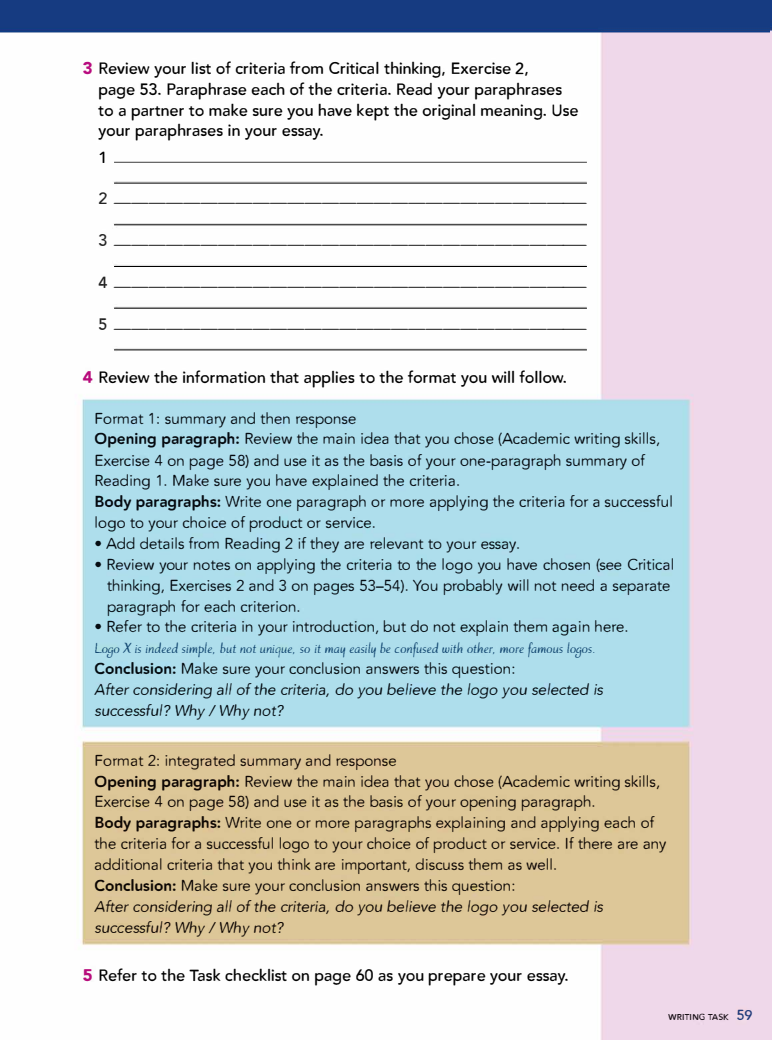 3 Review your list of criteria from Critical thinking, Exercise 2,
page 53. Paraphrase each of the criteria. Read your paraphrases
to a partner to make sure you have kept the original meaning. Use
your paraphrases in your essay.
1
2
3
4
5
4 Review the information that applies to the format you will follow.
Format 1: summary and then response
Opening paragraph: Review the main idea that you chose (Academic writing skills,
Exercise 4 on page 58) and use it as the basis of your one-paragraph summary of
Reading 1. Make sure you have explained the criteria.
Body paragraphs: Write one paragraph or more applying the criteria for a successful
logo to your choice of product or service.
• Add details from Reading 2 if they are relevant to your essay.
• Review your notes on applying the criteria to the logo you have chosen (see Critical
thinking, Exercises 2 and 3 on pages 53–54). You probably will not need a separate
paragraph for each criterion.
• Refer to the criteria in your introduction, but do not explain them again here.
Logo X is indeed simple, but not unique, so it may easily be confused with other, more famous logos.
Conclusion: Make sure your conclusion answers this question:
After considering all of the criteria, do you believe the logo you selected is
successful? Why / Why not?
Format 2: integrated summary and response
Opening paragraph: Review the main idea that you chose (Academic writing skills,
Exercise 4 on page 58) and use it as the basis of your opening paragraph.
Body paragraphs: Write one or more paragraphs explaining and applying each of
the criteria for a successful logo to your choice of product or service. If there are any
additional criteria that you think are important, discuss them as well.
Conclusion: Make sure your conclusion answers this question:
After considering all of the criteria, do you believe the logo you selected is
successful? Why / Why not?
5 Refer to the Task checklist on page 60 as you prepare your essay.
WRITING TASK 59